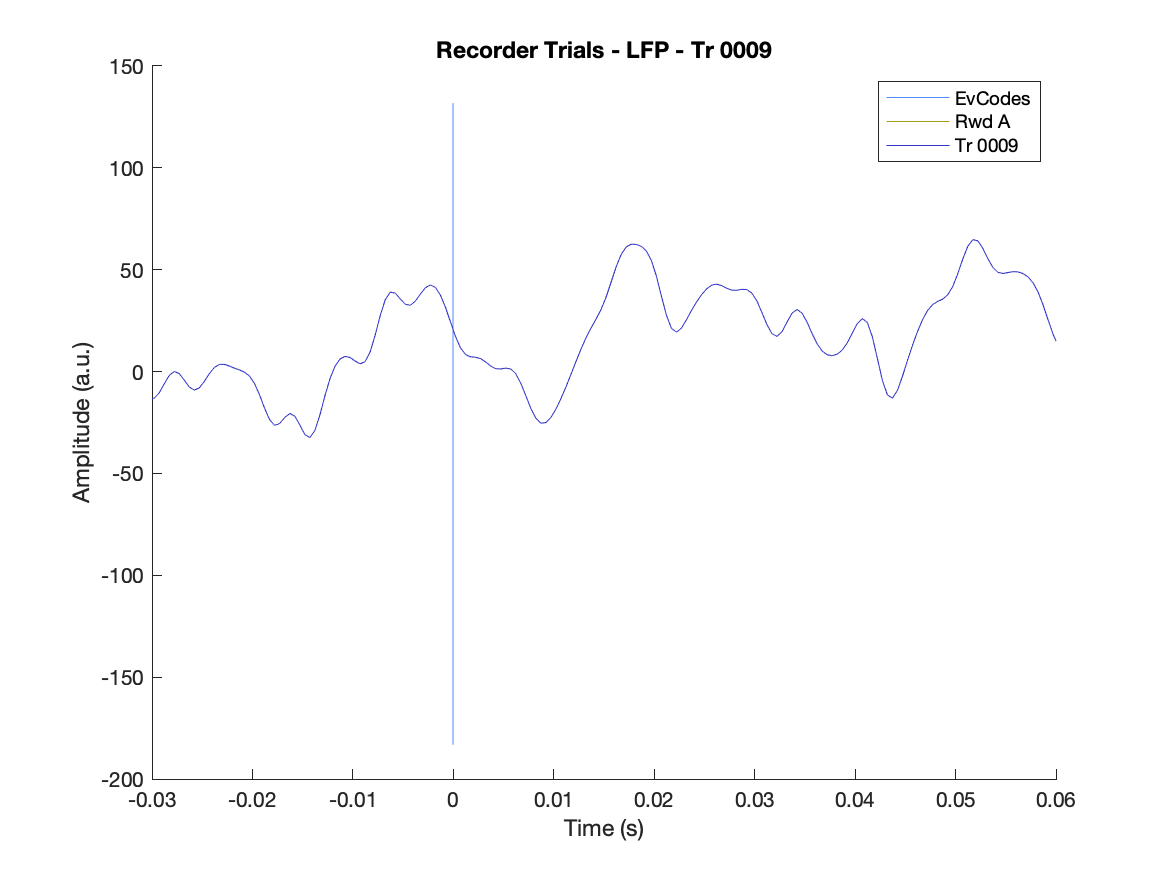 Recorder Trials - LFP - Tr 0009
150
EvCodes
Rwd A
Tr 0009
100
50
0
-50
-100
-150
-200
Amplitude (a.u.)
-0.03 -0.02 -0.01 0 0.01 0.02 0.03 0.04 0.05 0.06
Time (s)